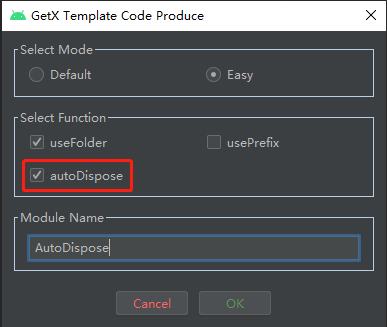 GetX Template Code Produce
Select Mode
Default Easy
Select Function
useFolder usePrefix
autoDispose
Module Name
AutoDispose
Cancel OK